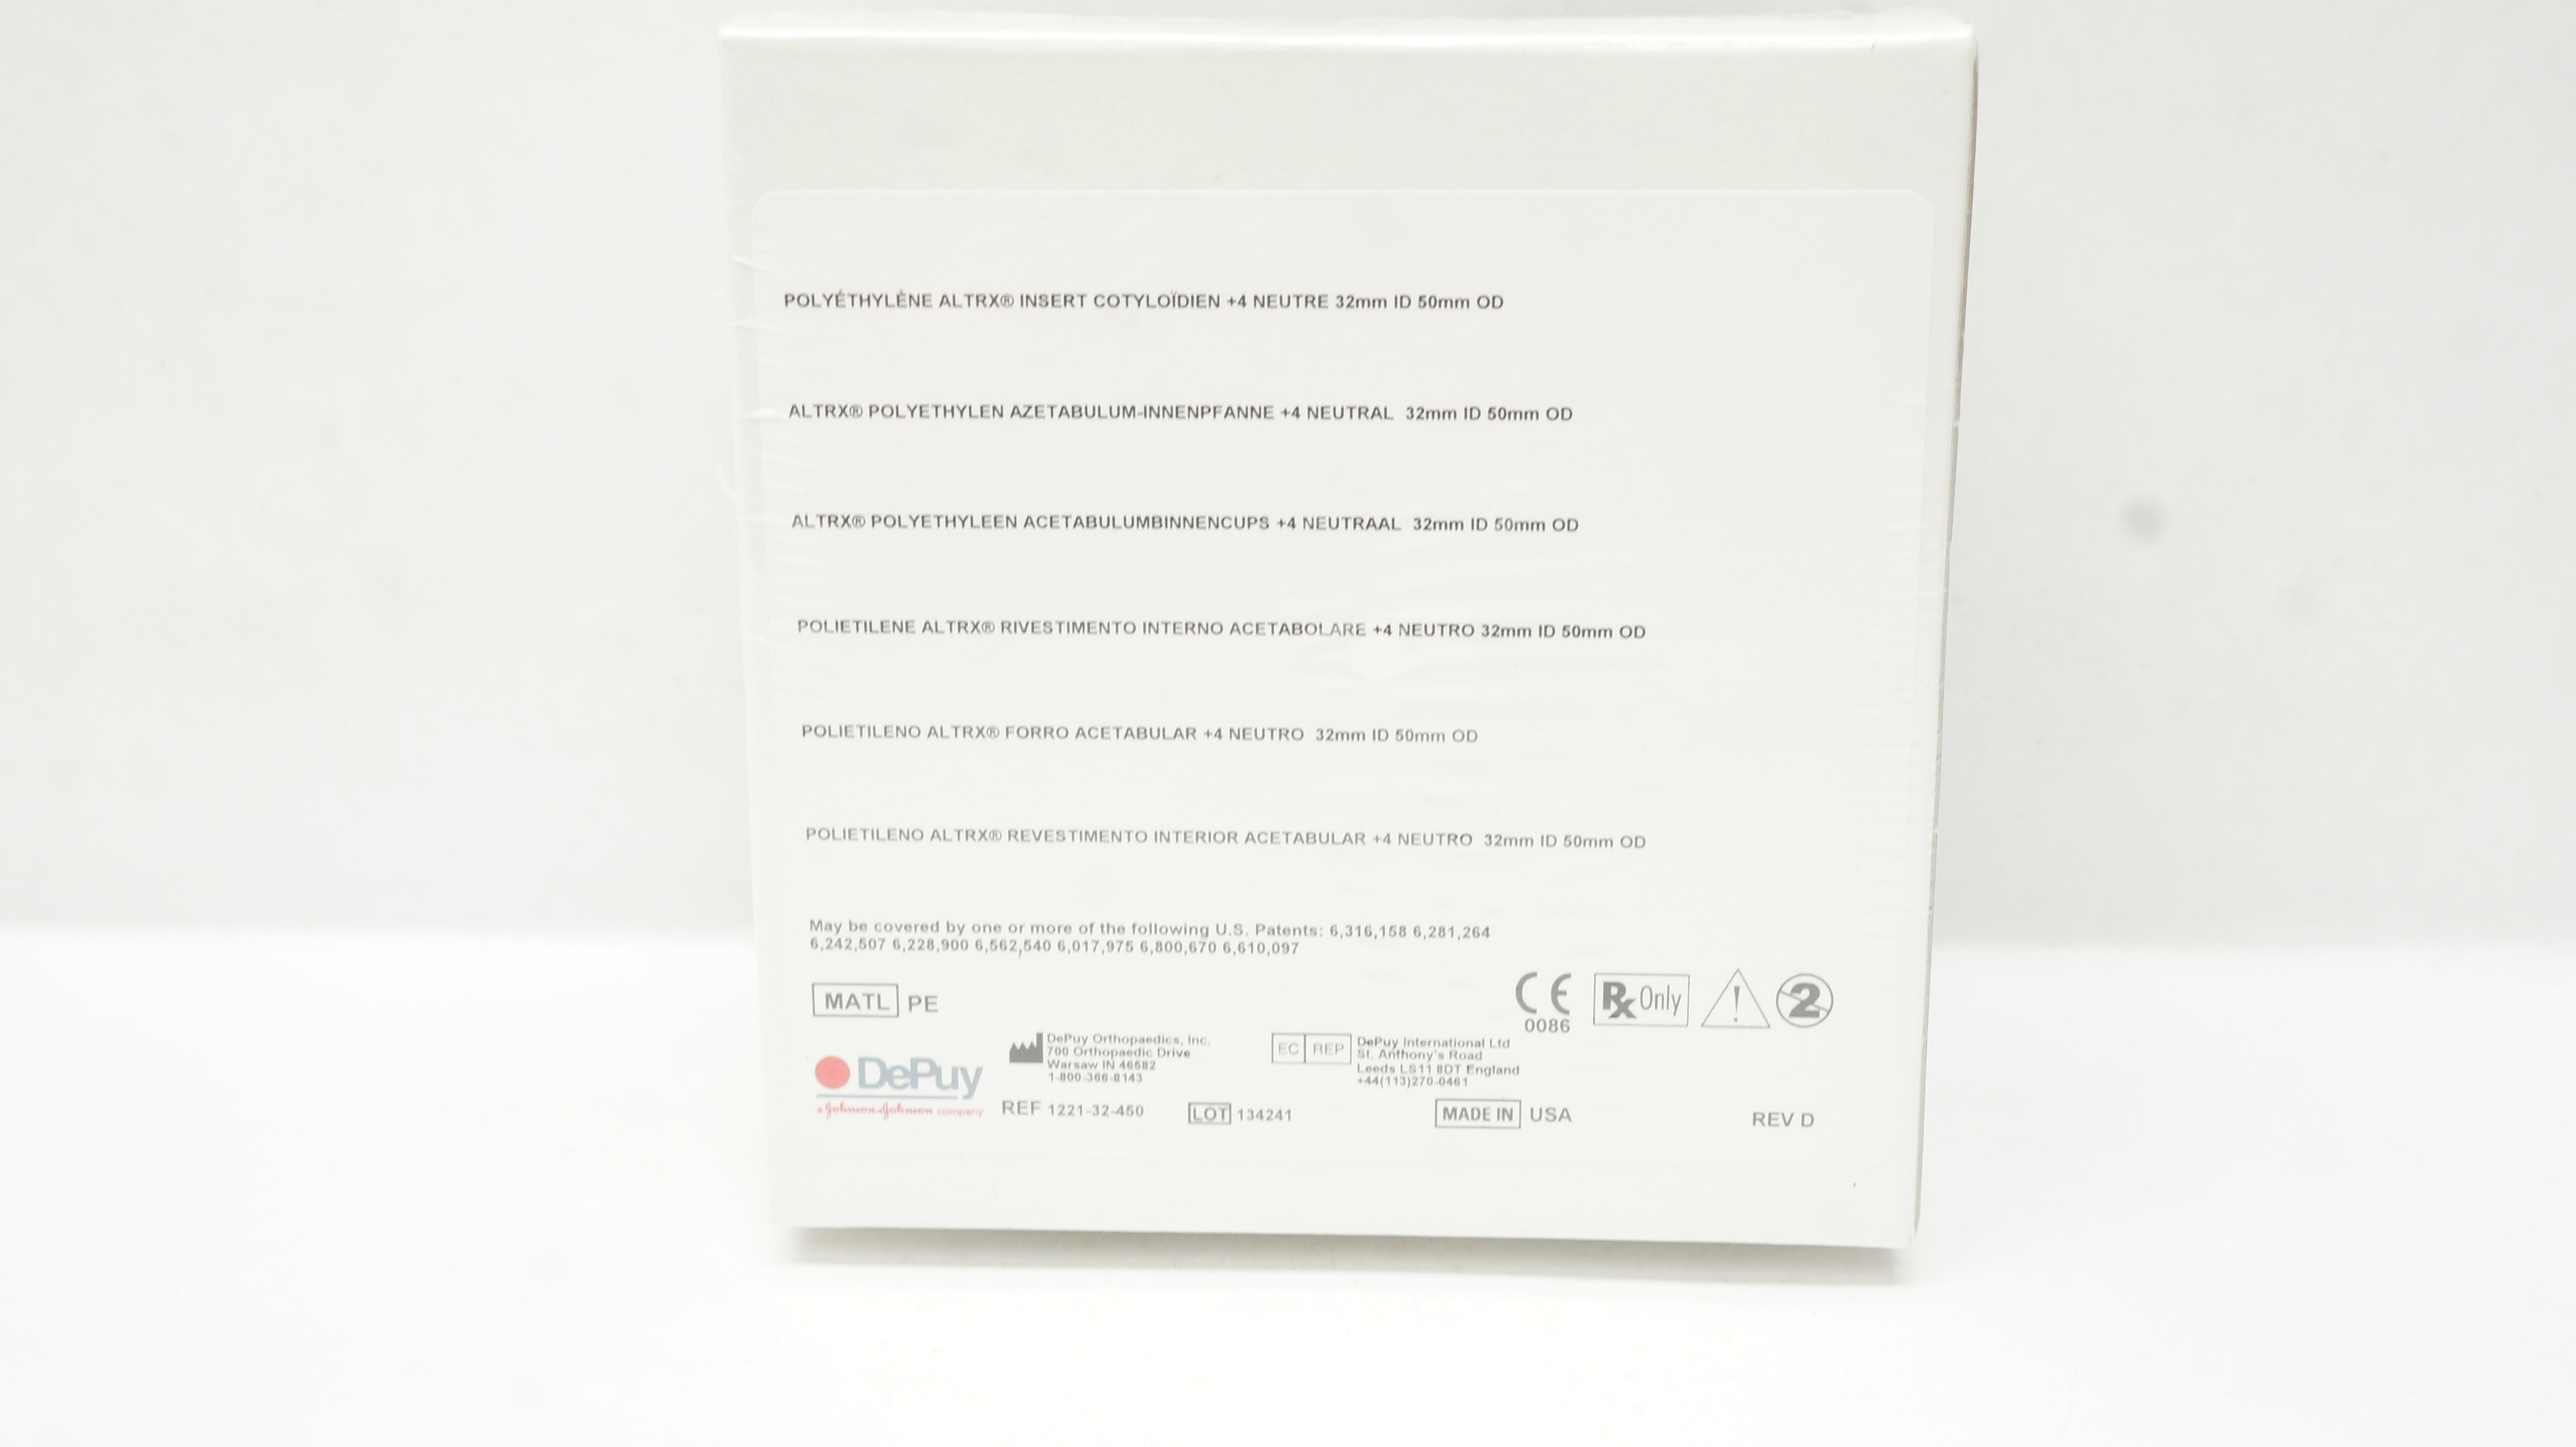 POLYÉTHYLÈNE ALTRX® INSERT COTYLOÏDIEN +4 NEUTRE 32mm ID 50mm OD
ALTRX® POLYETHYLEN AZETABULUM-INNENPFANNE +4 NEUTRAL 32mm ID 50mm OD
ALTRX® POLYETHYLEEN ACETABULUMBINNENCUPS +4 NEUTRAAL 32mm ID 50mm OD
POLIETILENE ALTRX® RIVESTIMENTO INTERNO ACETABOLARE +4 NEUTRO 32mm ID 50mm OD
POLIETILENO ALTRX® FORRO ACETABULAR +4 NEUTRO 32mm ID 50mm OD
POLIETILENO ALTRX® REVESTIMENTO INTERIOR ACETABULAR +4 NEUTRO 32mm ID 50mm OD
May be covered by one or more of the following U.S. Patents: 6,316,158 6,281,264
6,242,507 6,228,900 6,562,540 6,017,975 6,800,670 6,610,097
MATL PE
CE
0086
Rx Only
!
2
DePuy
a Johnson&Johnson company
DePuy Orthopaedics, Inc.
700 Orthopaedic Drive
Warsaw IN 46582
1-800-366-8143
EC REP
DePuy International Ltd
St. Anthony's Road
Leeds LS11 8DT England
+44(113)270-0461
REF 1221-32-450
LOT 134241
MADE IN USA
REV D